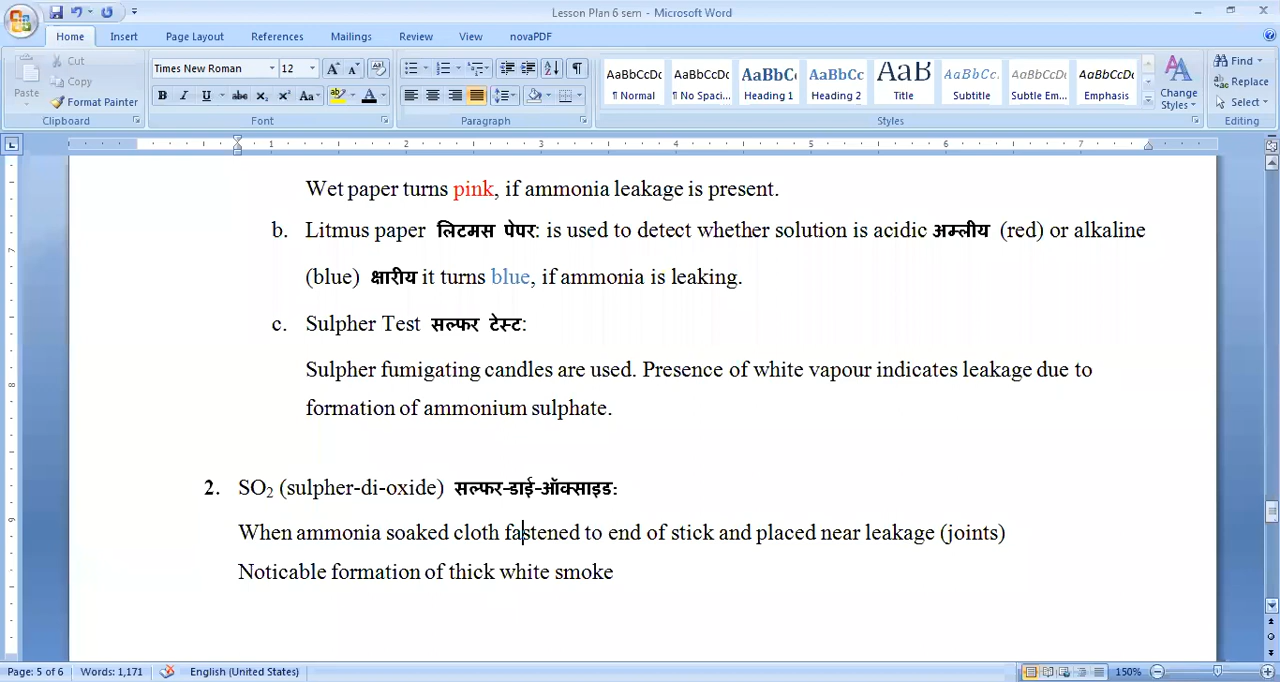 Lesson Plan 6 sem - Microsoft Word
Home Insert Page Layout References Mailings Review View novaPDF
Paste
Cut
Copy
Format Painter
Clipboard
Times New Roman 12
Font
Paragraph
AaBbCcDc AaBbCcDc AaBbC AaBbCc AaB AaBbCc. AaBbCcDc AaBbCcDc
¶ Normal ¶ No Spaci... Heading 1 Heading 2 Title Subtitle Subtle Em... Emphasis
Change Styles
Styles
Find
Replace
Select
Editing
1 2 3 4 5 6 7
Wet paper turns pink, if ammonia leakage is present.
b. Litmus paper लिटमस पेपर: is used to detect whether solution is acidic अम्लीय (red) or alkaline
(blue) क्षारीय it turns blue, if ammonia is leaking.
c. Sulpher Test सल्फर टेस्ट:
Sulpher fumigating candles are used. Presence of white vapour indicates leakage due to
formation of ammonium sulphate.
2. SO₂ (sulpher-di-oxide) सल्फर-डाई-ऑक्साइड:
When ammonia soaked cloth fastened to end of stick and placed near leakage (joints)
Noticable formation of thick white smoke
Page: 5 of 6 Words: 1,171 English (United States) 150%